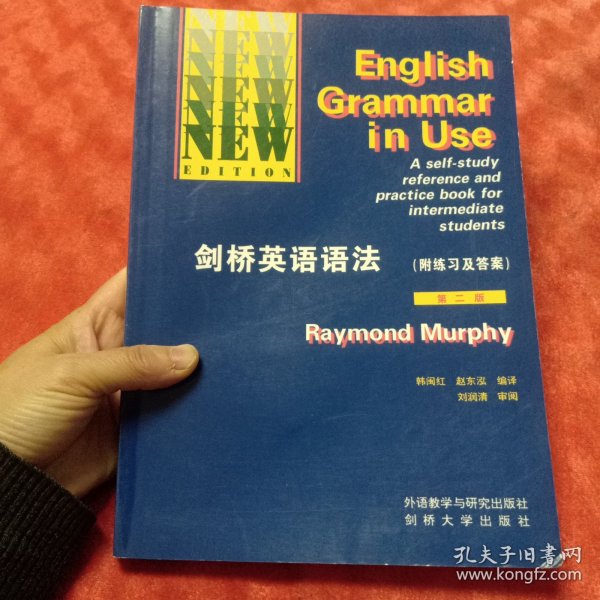 NEW
NEW
NEW
NEW
NEW
EDITION
English
Grammar
in Use
A self-study
reference and
practice book for
intermediate
students
剑桥英语语法 (附练习及答案)
第二版
Raymond Murphy
韩闽红 赵东泓 编译
刘润清 审阅
外语教学与研究出版社
剑桥大学出版社
孔夫子旧书网
www.kongfz.com